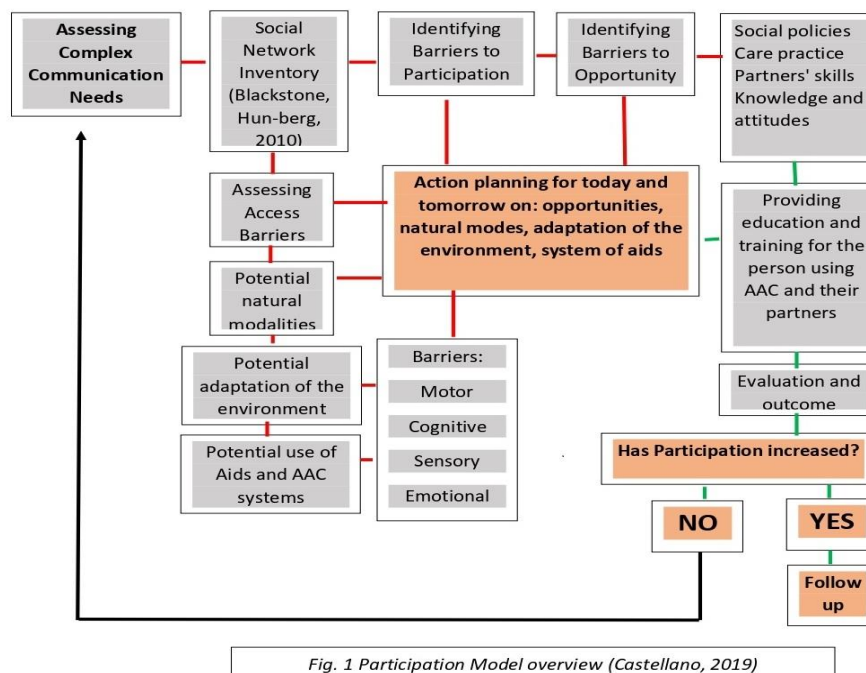 Assessing
Complex
Communication
Needs
Social
Network
Inventory
(Blackstone,
Hun-berg,
2010)
Identifying
Barriers to
Participation
Identifying
Barriers to
Opportunity
Social policies
Care practice
Partners' skills
Knowledge and
attitudes
Assessing
Access
Barriers
Action planning for today and
tomorrow on: opportunities,
natural modes, adaptation of the
environment, system of aids
Providing
education and
training for the
person using
AAC and their
partners
Potential
natural
modalities
Potential
adaptation of the
environment
Potential use of
Aids and AAC
systems
Barriers:
Motor
Cognitive
Sensory
Emotional
Evaluation and
outcome
Has Participation increased?
NO
YES
Follow
up
Fig. 1 Participation Model overview (Castellano, 2019)